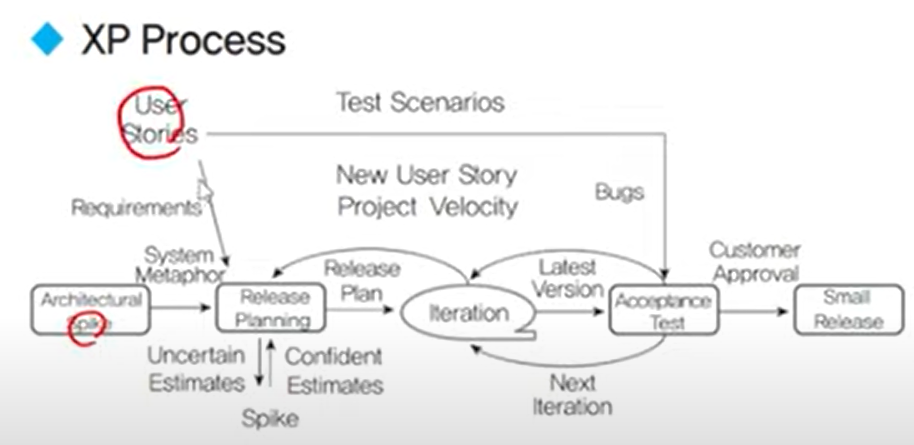 XP Process
User
Stories
Test Scenarios
New User Story
Project Velocity
Bugs
Requirements
System
Metaphor
Release
Plan
Latest
Version
Customer
Approval
Architectural
Spike
Release
Planning
Iteration
Acceptance
Test
Small
Release
Uncertain
Estimates
Confident
Estimates
Spike
Next
Iteration